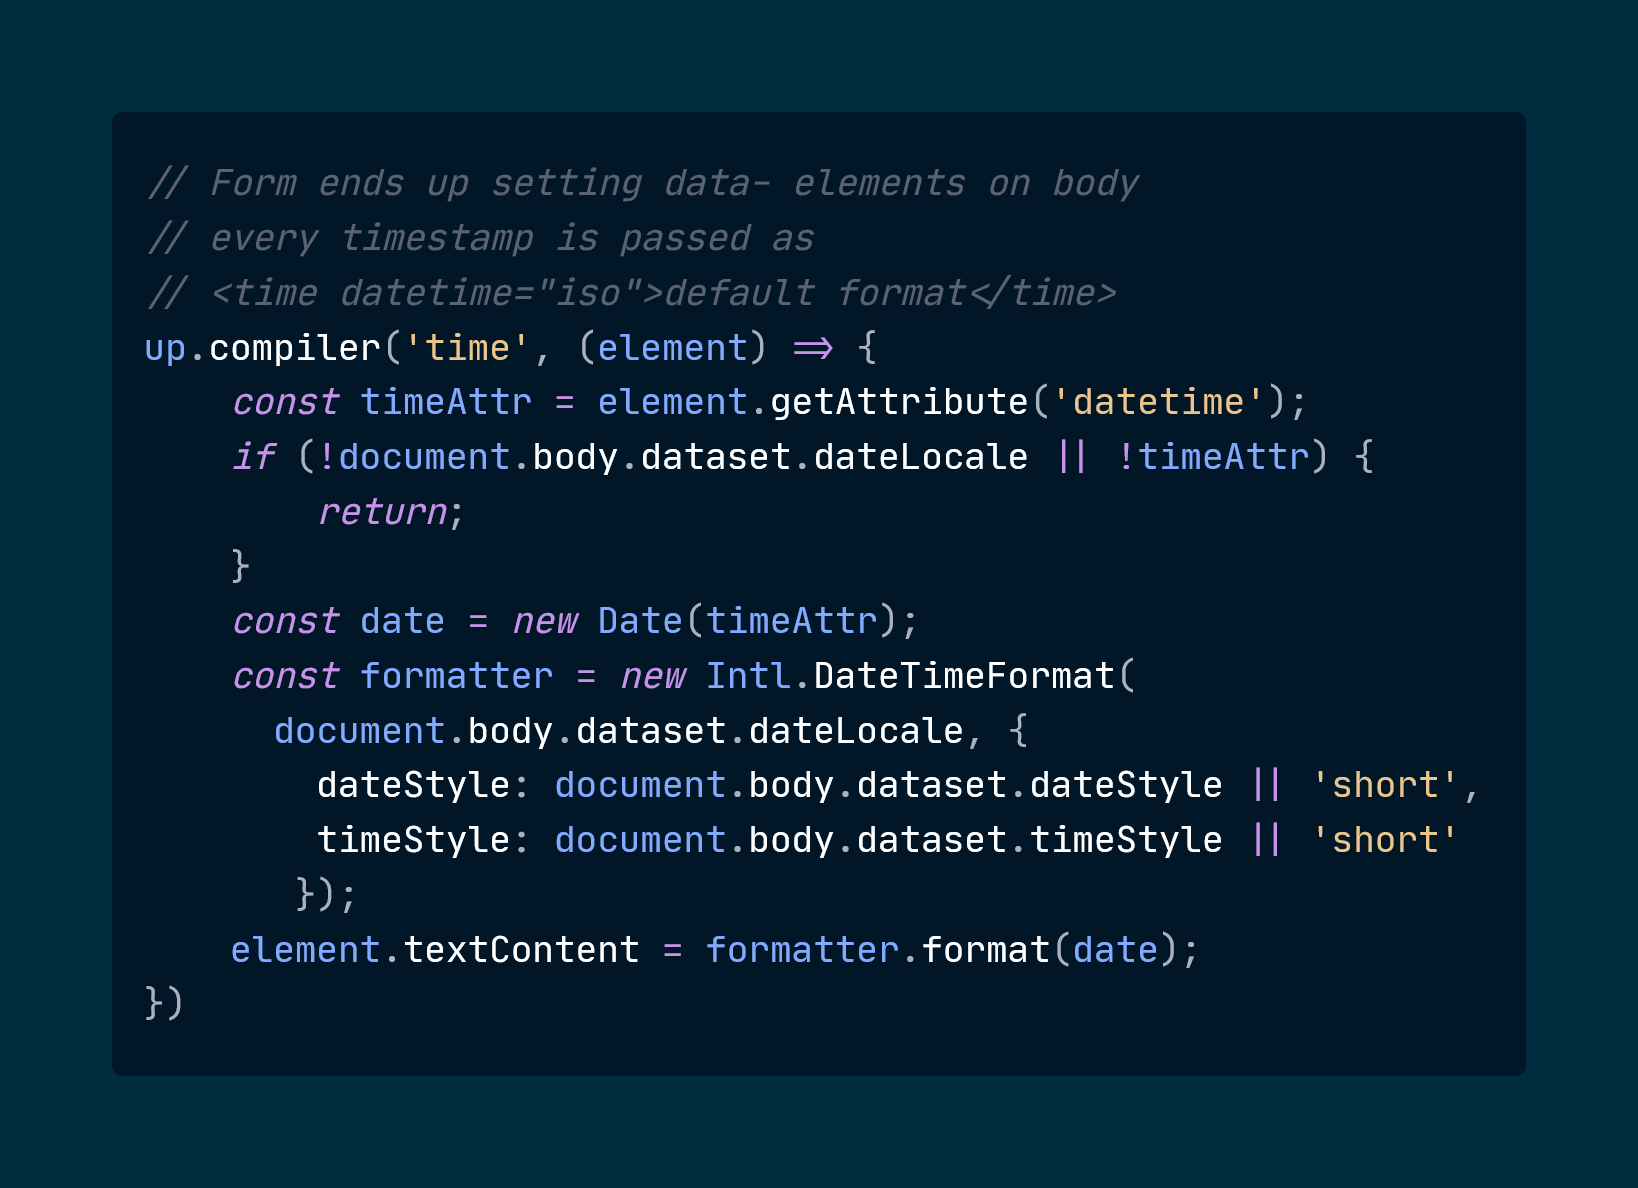 // Form ends up setting data- elements on body
// every timestamp is passed as
// <time datetime="iso">default format</time>
up.compiler('time', (element) => {
    const timeAttr = element.getAttribute('datetime');
    if (!document.body.dataset.dateLocale || !timeAttr) {
        return;
    }
    const date = new Date(timeAttr);
    const formatter = new Intl.DateTimeFormat(
      document.body.dataset.dateLocale, {
        dateStyle: document.body.dataset.dateStyle || 'short',
        timeStyle: document.body.dataset.timeStyle || 'short'
       });
    element.textContent = formatter.format(date);
})